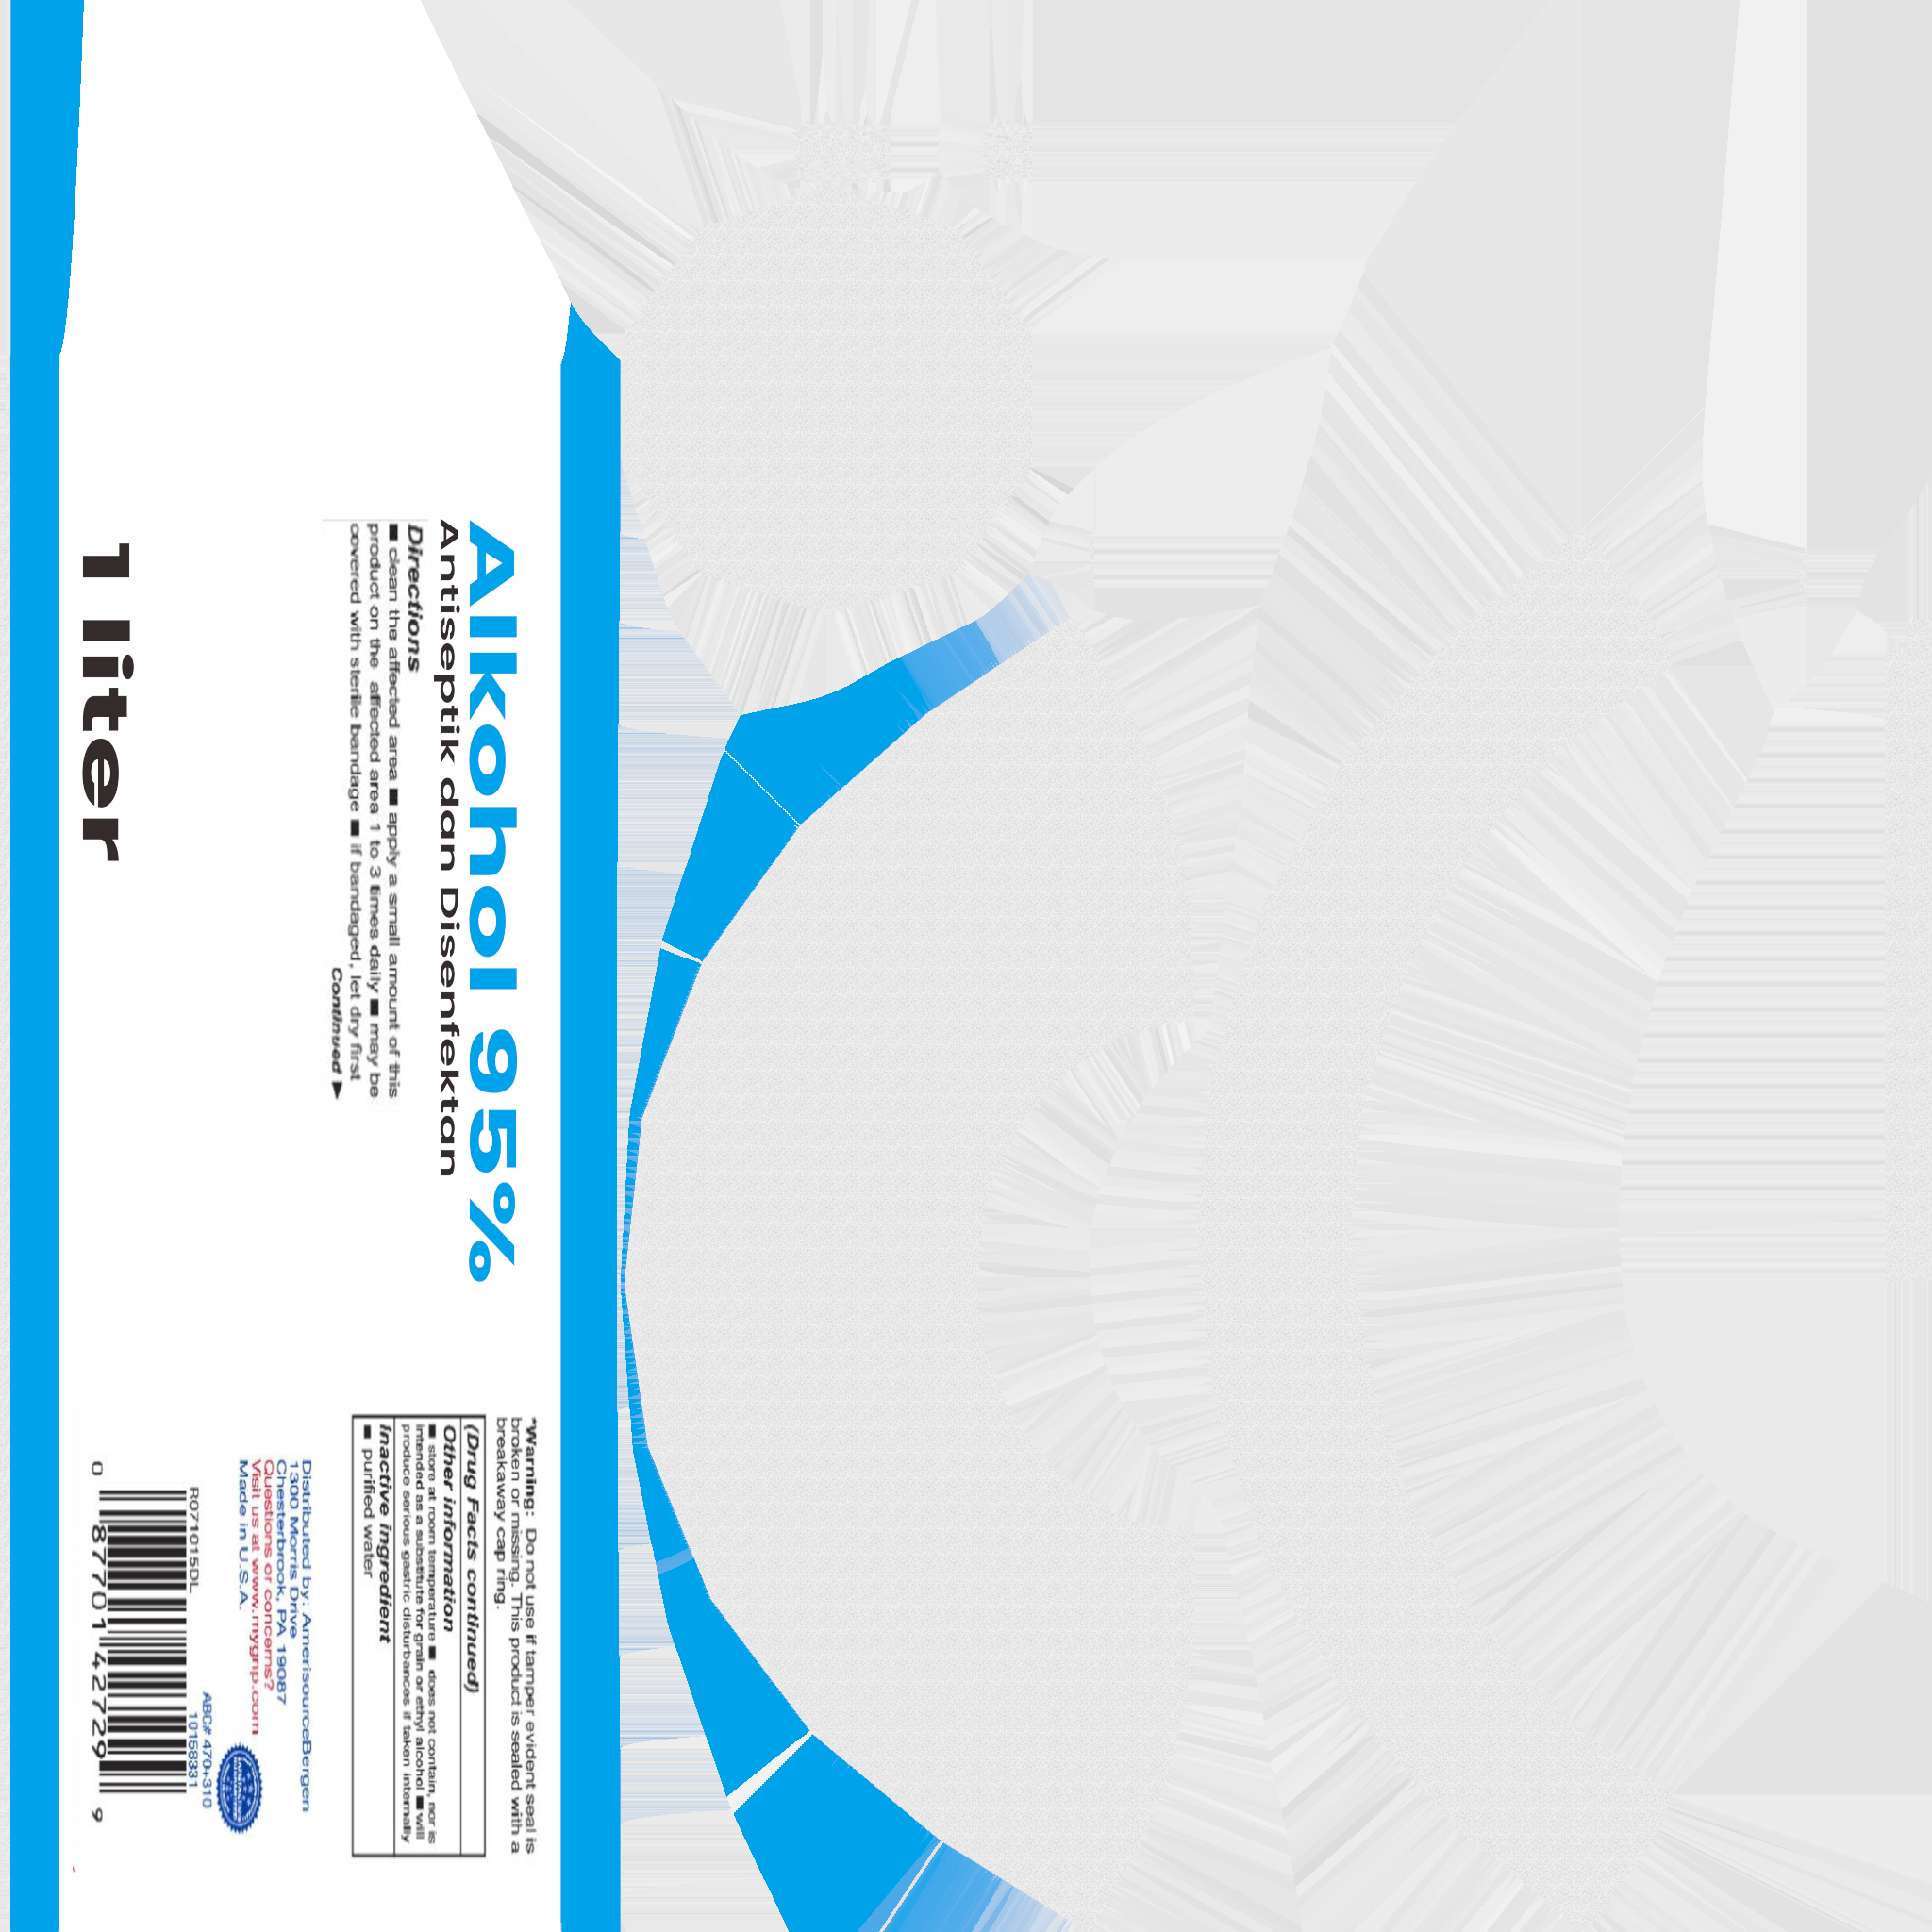 Alkohol 95%
Antiseptik dan Disenfektan
Directions
■ clean the affected area ■ apply a small amount of this
product on the affected area 1 to 3 times daily ■ may be
covered with sterile bandage ■ if bandaged, let dry first
Continued ►
1 liter
*Warning: Do not use if tamper evident seal is
broken or missing. This product is sealed with a
breakaway cap ring.
(Drug Facts continued)
Other information
■ store at room temperature ■ does not contain, nor is
intended as a substitute for grain or ethyl alcohol ■ will
produce serious gastric disturbances if taken internally
Inactive ingredient
■ purified water
Distributed by: AmerisourceBergen
1300 Morris Drive
Chesterbrook, PA 19087
Questions or concerns?
Visit us at www.mygnp.com
Made in U.S.A.
ABC# 470+310
10158331
R071015DL
0 87701 42729 9